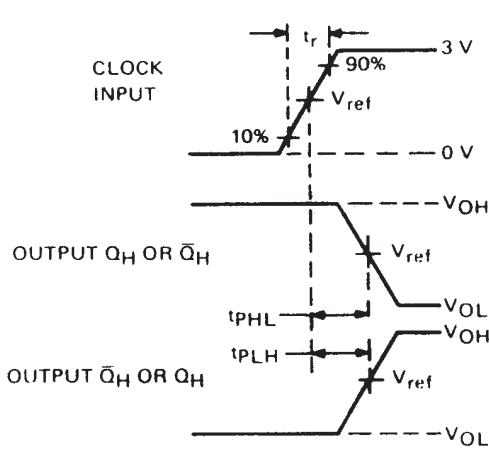 tr
3 V
CLOCK
INPUT
90%
Vref
10%
0 V
VOH
OUTPUT QH OR Q̄H
Vref
tPHL
VOL
VOH
tPLH
OUTPUT Q̄H OR QH
Vref
VOL